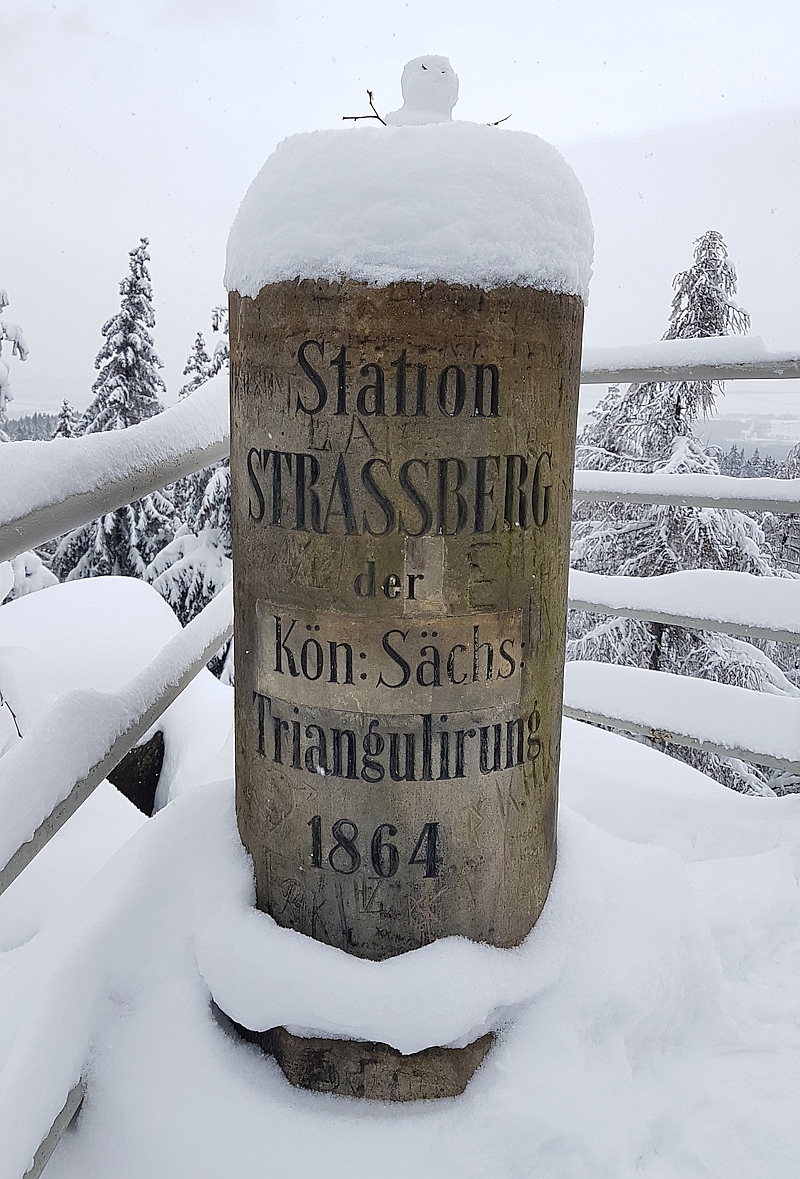 Station
STRASSBERG
der
Kön: Sächs:
Triangulirung
1864